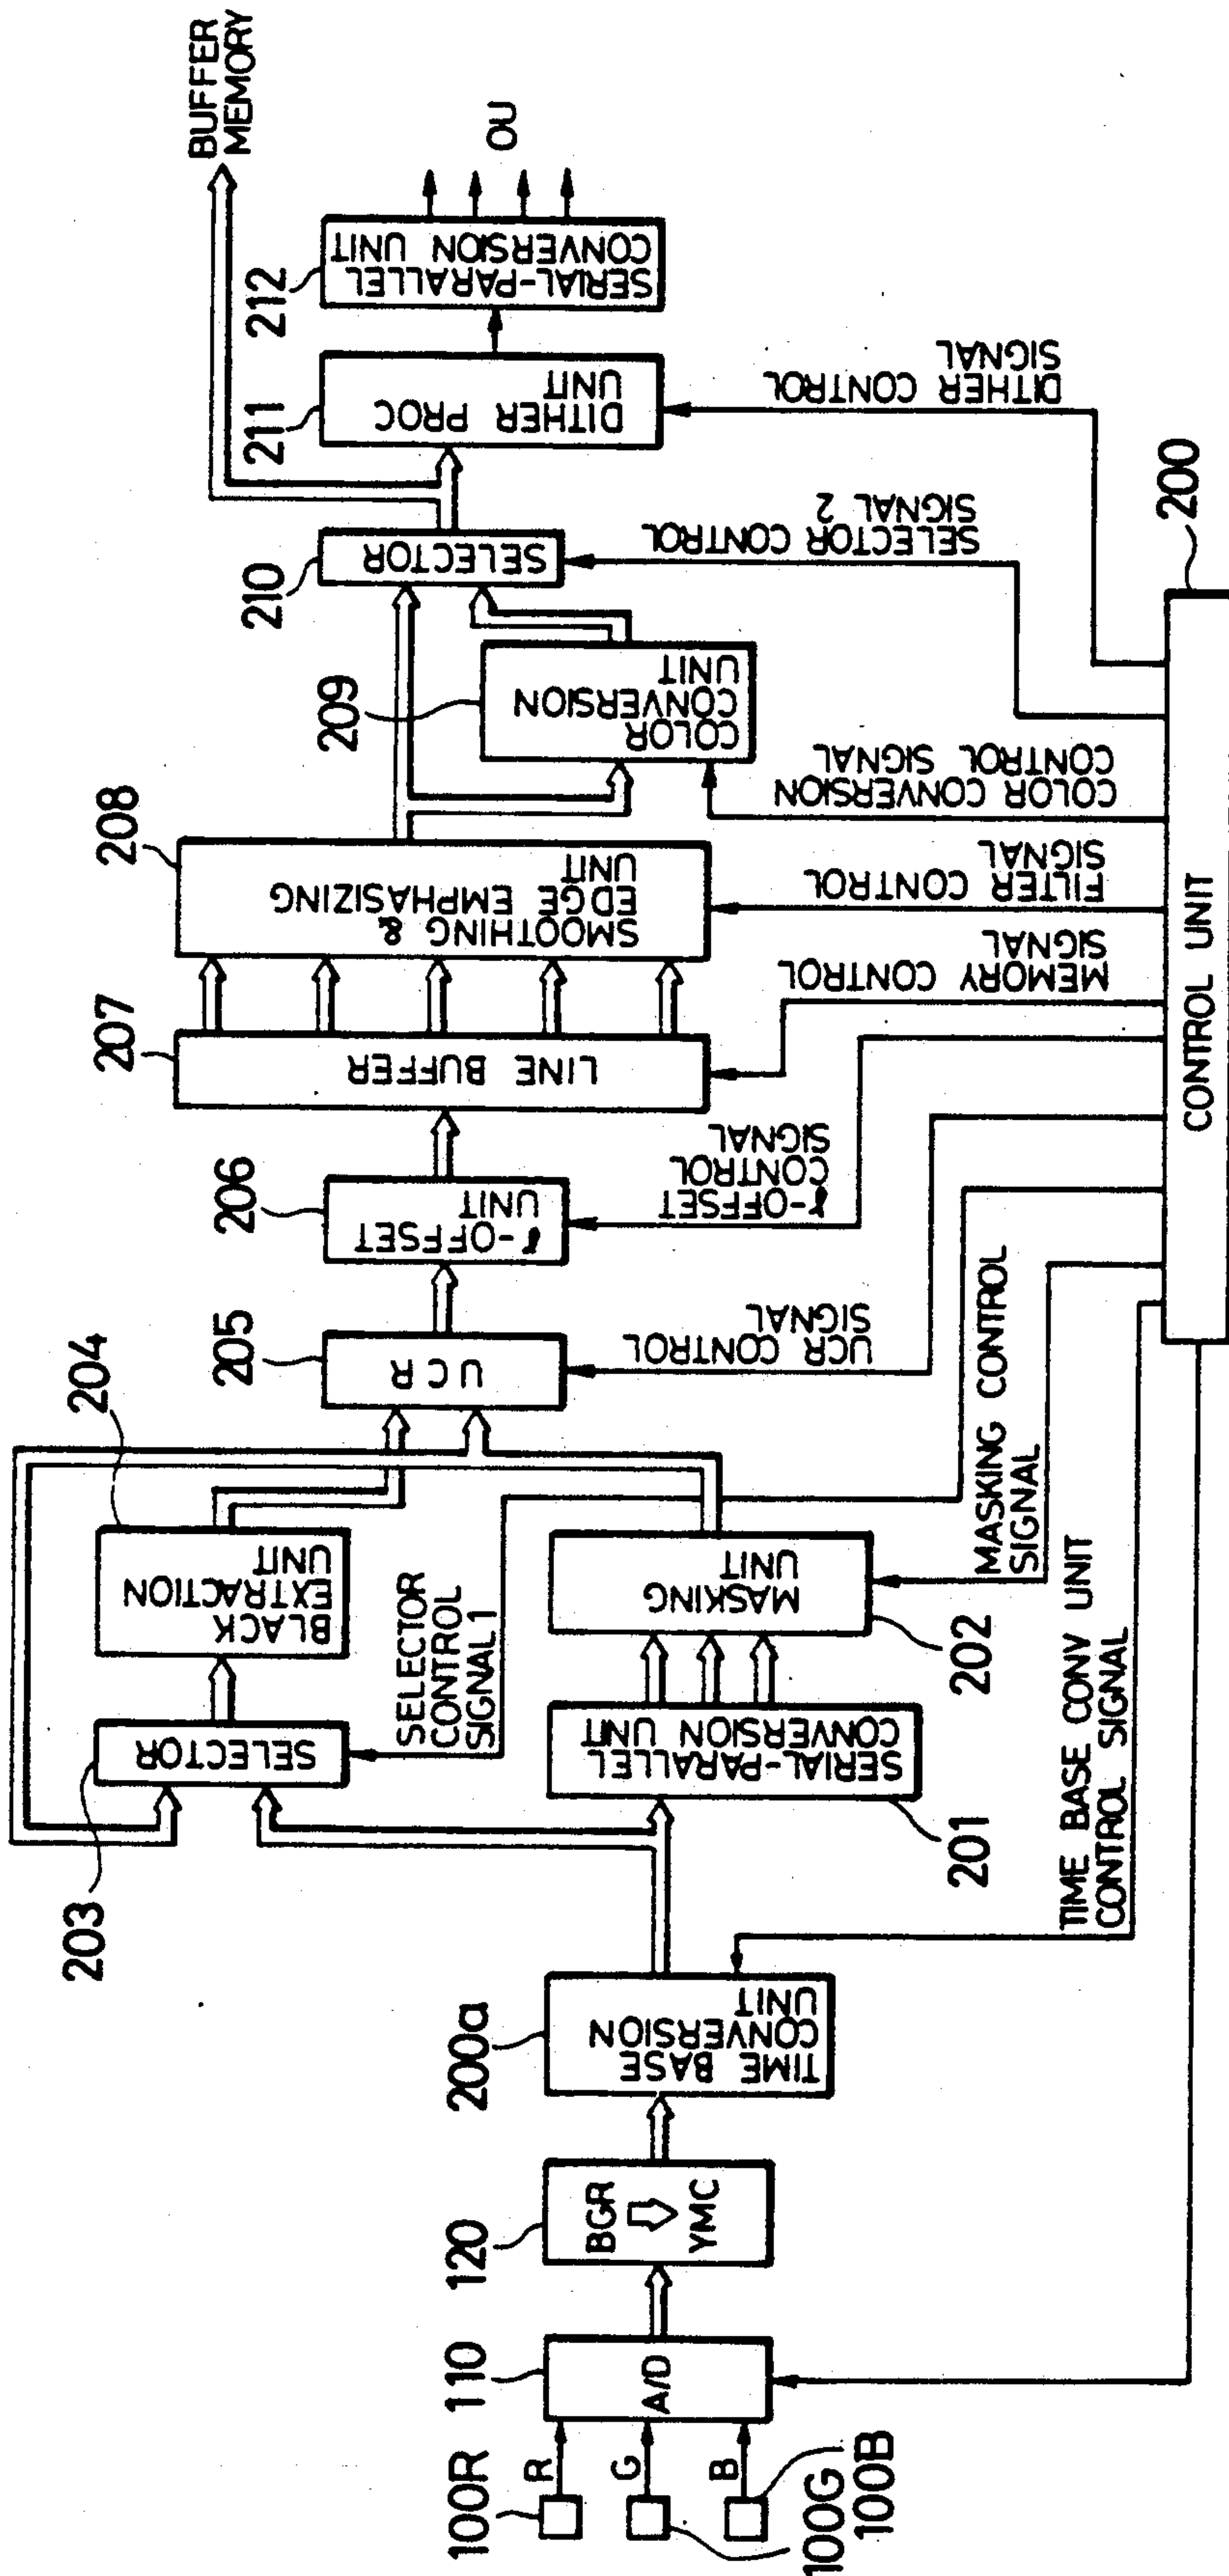 100R
100G
100B
R
G
B
110
A/D
120
BGR
YMC
200a
TIME BASE
CONVERSION
UNIT
203
SELECTOR
204
BLACK
EXTRACTION
UNIT
SELECTOR
CONTROL
SIGNAL 1
201
SERIAL-PARALLEL
CONVERSION UNIT
202
MASKING
UNIT
TIME BASE CONV UNIT
CONTROL SIGNAL
MASKING CONTROL
SIGNAL
205
UCR
UCR CONTROL
SIGNAL
206
γ-OFFSET
UNIT
γ-OFFSET
CONTROL
SIGNAL
207
LINE BUFFER
MEMORY CONTROL
SIGNAL
208
SMOOTHING &
EDGE EMPHASIZING
UNIT
FILTER CONTROL
SIGNAL
209
COLOR
CONVERSION
UNIT
COLOR CONVERSION
CONTROL SIGNAL
210
SELECTOR
SELECTOR CONTROL
SIGNAL 2
211
DITHER PROC
UNIT
DITHER CONTROL
SIGNAL
212
SERIAL-PARALLEL
CONVERSION UNIT
OU
BUFFER
MEMORY
200
CONTROL UNIT